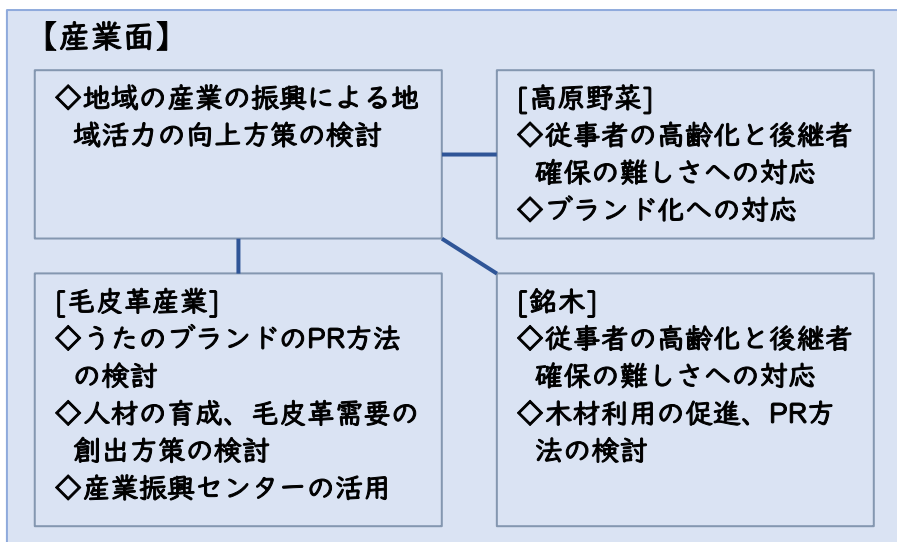 【産業面】
◇地域の産業の振興による地
域活力の向上方策の検討
[高原野菜]
◇従事者の高齢化と後継者
確保の難しさへの対応
◇ブランド化への対応
[毛皮革産業]
◇うたのブランドのPR方法
の検討
◇人材の育成、毛皮革需要の
創出方策の検討
◇産業振興センターの活用
[銘木]
◇従事者の高齢化と後継者
確保の難しさへの対応
◇木材利用の促進、PR方
法の検討